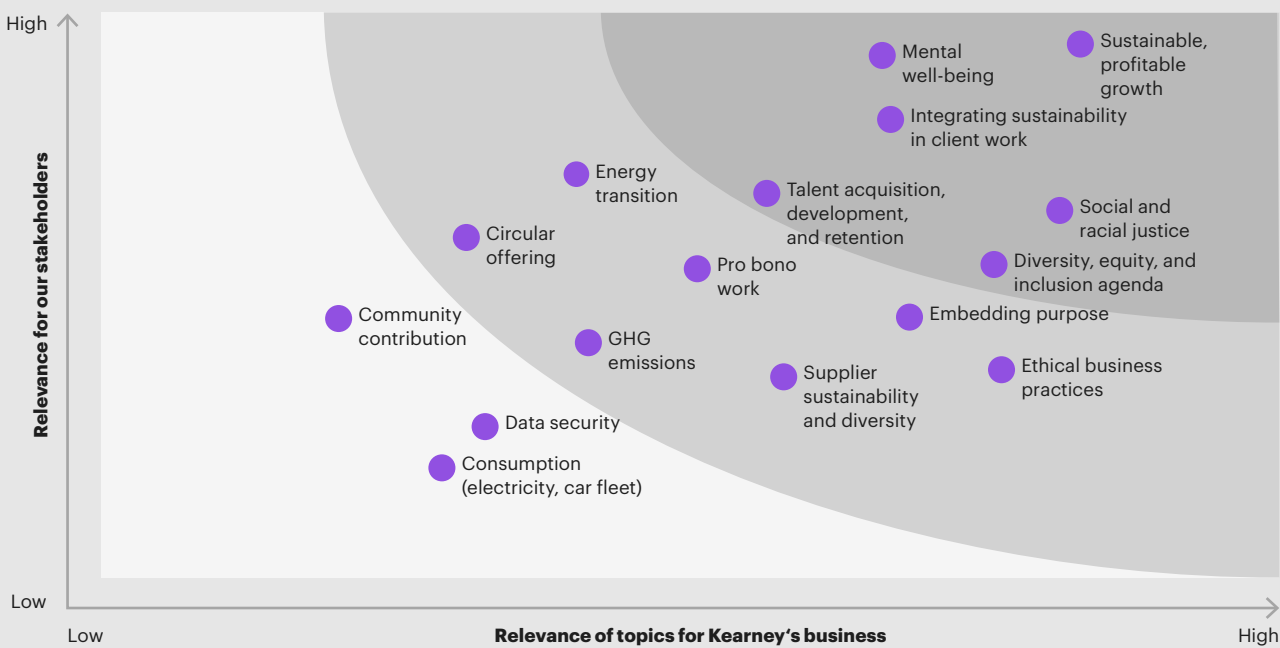 High
Relevance for our stakeholders
Mental
well-being
Sustainable,
profitable
growth
Integrating sustainability
in client work
Energy
transition
Talent acquisition,
development,
and retention
Social and
racial justice
Circular
offering
Pro bono
work
Diversity, equity, and
inclusion agenda
Community
contribution
Embedding purpose
GHG
emissions
Supplier
sustainability
and diversity
Ethical business
practices
Data security
Consumption
(electricity, car fleet)
Low
Low
Relevance of topics for Kearney‘s business
High